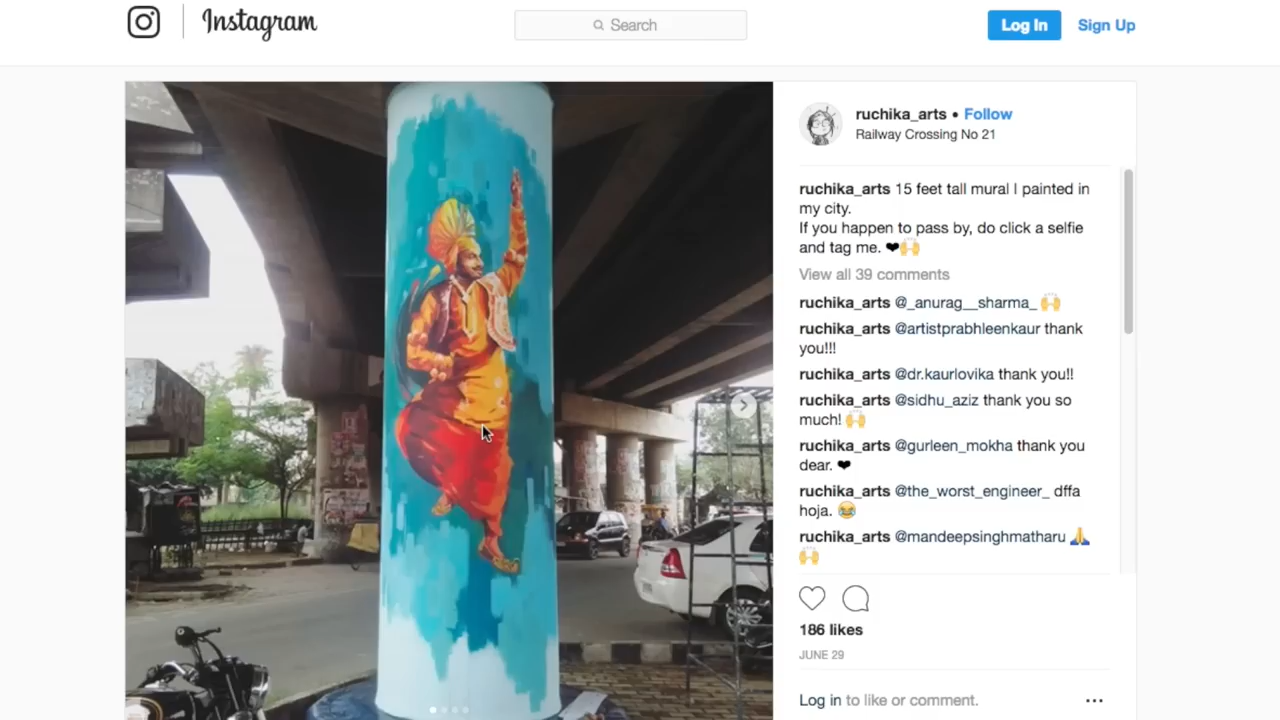 Instagram
Search
Log In
Sign Up
ruchika_arts • Follow
Railway Crossing No 21
ruchika_arts 15 feet tall mural I painted in
my city.
If you happen to pass by, do click a selfie
and tag me. ❤🙌
View all 39 comments
ruchika_arts @_anurag__sharma_ 🙌
ruchika_arts @artistprabhleenkaur thank
you!!!
ruchika_arts @dr.kaurlovika thank you!!
ruchika_arts @sidhu_aziz thank you so
much! 🙌
ruchika_arts @gurleen_mokha thank you
dear. ❤
ruchika_arts @the_worst_engineer_ dffa
hoja. 😂
ruchika_arts @mandeepsinghmatharu 🙏
🙌
186 likes
JUNE 29
Log in to like or comment.